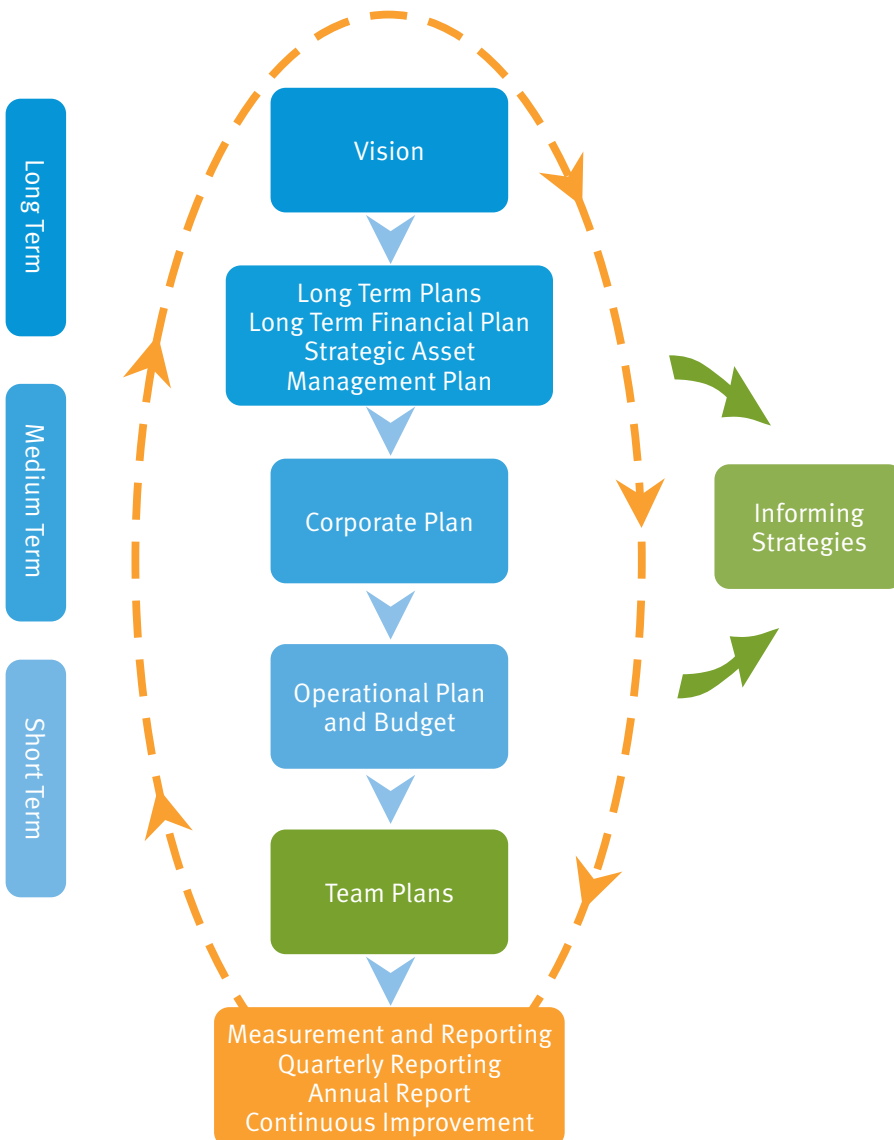 Long Term
Medium Term
Short Term
Vision
Long Term Plans
Long Term Financial Plan
Strategic Asset
Management Plan
Corporate Plan
Operational Plan
and Budget
Team Plans
Measurement and Reporting
Quarterly Reporting
Annual Report
Continuous Improvement
Informing
Strategies